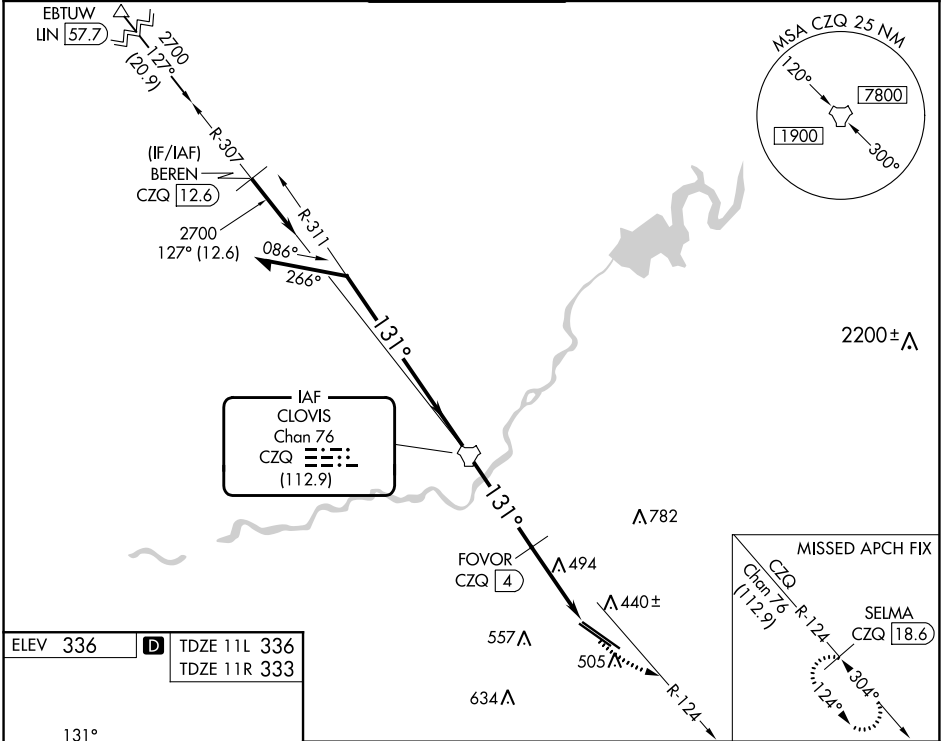 EBTUW
LIN 57.7
2700
127°
(20.9)
R-307
(IF/IAF)
BEREN
CZQ 12.6
2700
127° (12.6)
R-311
086°
266°
131°
MSA CZQ 25 NM
120°
7800
1900
300°
2200±
IAF
CLOVIS
Chan 76
CZQ
(112.9)
131°
782
FOVOR
CZQ 4
494
440±
557
505
634
R-124
MISSED APCH FIX
CZQ
Chan 76
(112.9)
R-124
SELMA
CZQ 18.6
304°
124°
ELEV 336
D
TDZE 11L 336
TDZE 11R 333
131°